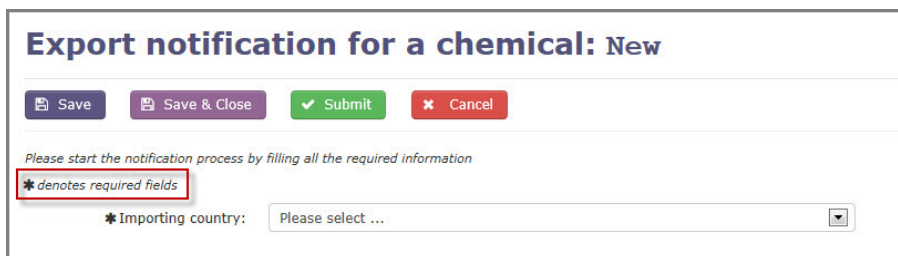 Export notification for a chemical: New
Save Save & Close Submit Cancel
Please start the notification process by filling all the required information
✱ denotes required fields
✱ Importing country: Please select ...